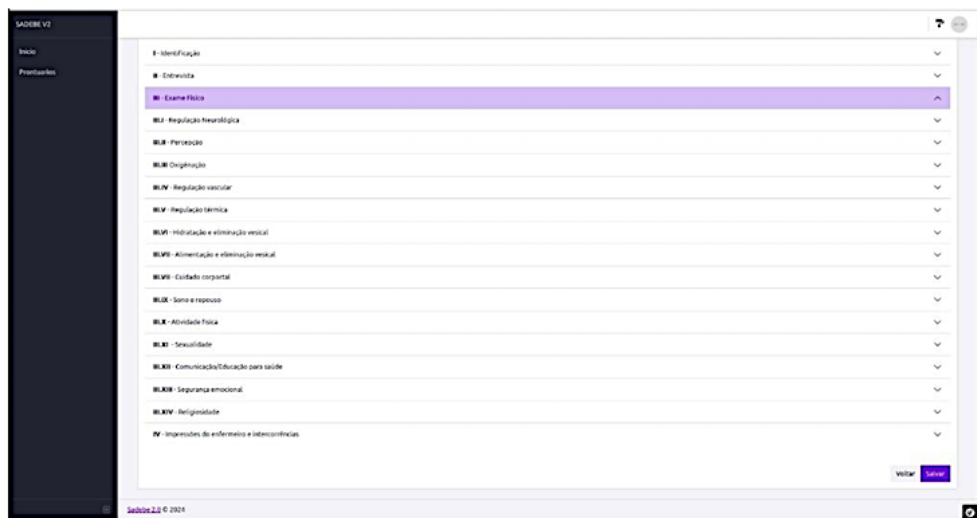 SADEBE V2
Início
Prontuários
I - Identificação
II - Entrevista
III - Exame Físico
III.I - Regulação Neurológica
III.II - Percepção
III.III Oxigênação
III.IV - Regulação vascular
III.V - Regulação térmica
III.VI - Hidratação e eliminação vesical
III.VII - Alimentação e eliminação vesical
III.VII - Cuidado corportal
III.IX - Sono e repouso
III.X - Atividade física
III.XI - Sexualidade
III.XII - Comunicação/Educação para saúde
III.XIII - Segurança emocional
III.XIV - Religiosidade
IV - Impressões do enfermeiro e intercorrências
Voltar Salvar
Sadebe 2.0 © 2024